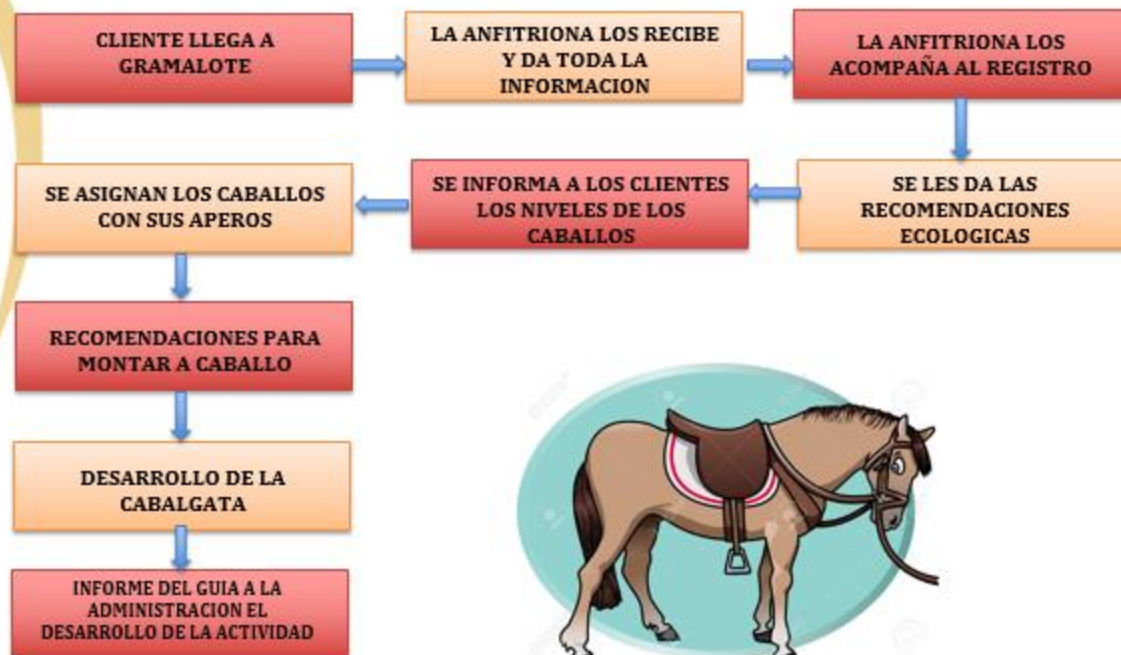 CLIENTE LLEGA A
GRAMALOTE
LA ANFITRIONA LOS RECIBE
Y DA TODA LA
INFORMACION
LA ANFITRIONA LOS
ACOMPAÑA AL REGISTRO
SE LES DA LAS
RECOMENDACIONES
ECOLOGICAS
SE INFORMA A LOS CLIENTES
LOS NIVELES DE LOS
CABALLOS
SE ASIGNAN LOS CABALLOS
CON SUS APEROS
RECOMENDACIONES PARA
MONTAR A CABALLO
DESARROLLO DE LA
CABALGATA
INFORME DEL GUIA A LA
ADMINISTRACION EL
DESARROLLO DE LA ACTIVIDAD